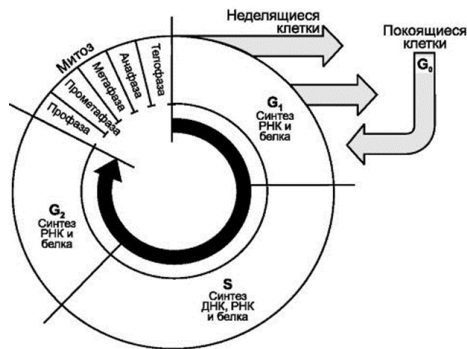 Неделящиеся
клетки
Покоящиеся
клетки
G₀
Митоз
Профаза
Прометафаза
Метафаза
Анафаза
Телофаза
G₁
Синтез
РНК и
белка
G₂
Синтез
РНК и
белка
S
Синтез
ДНК, РНК
и белка